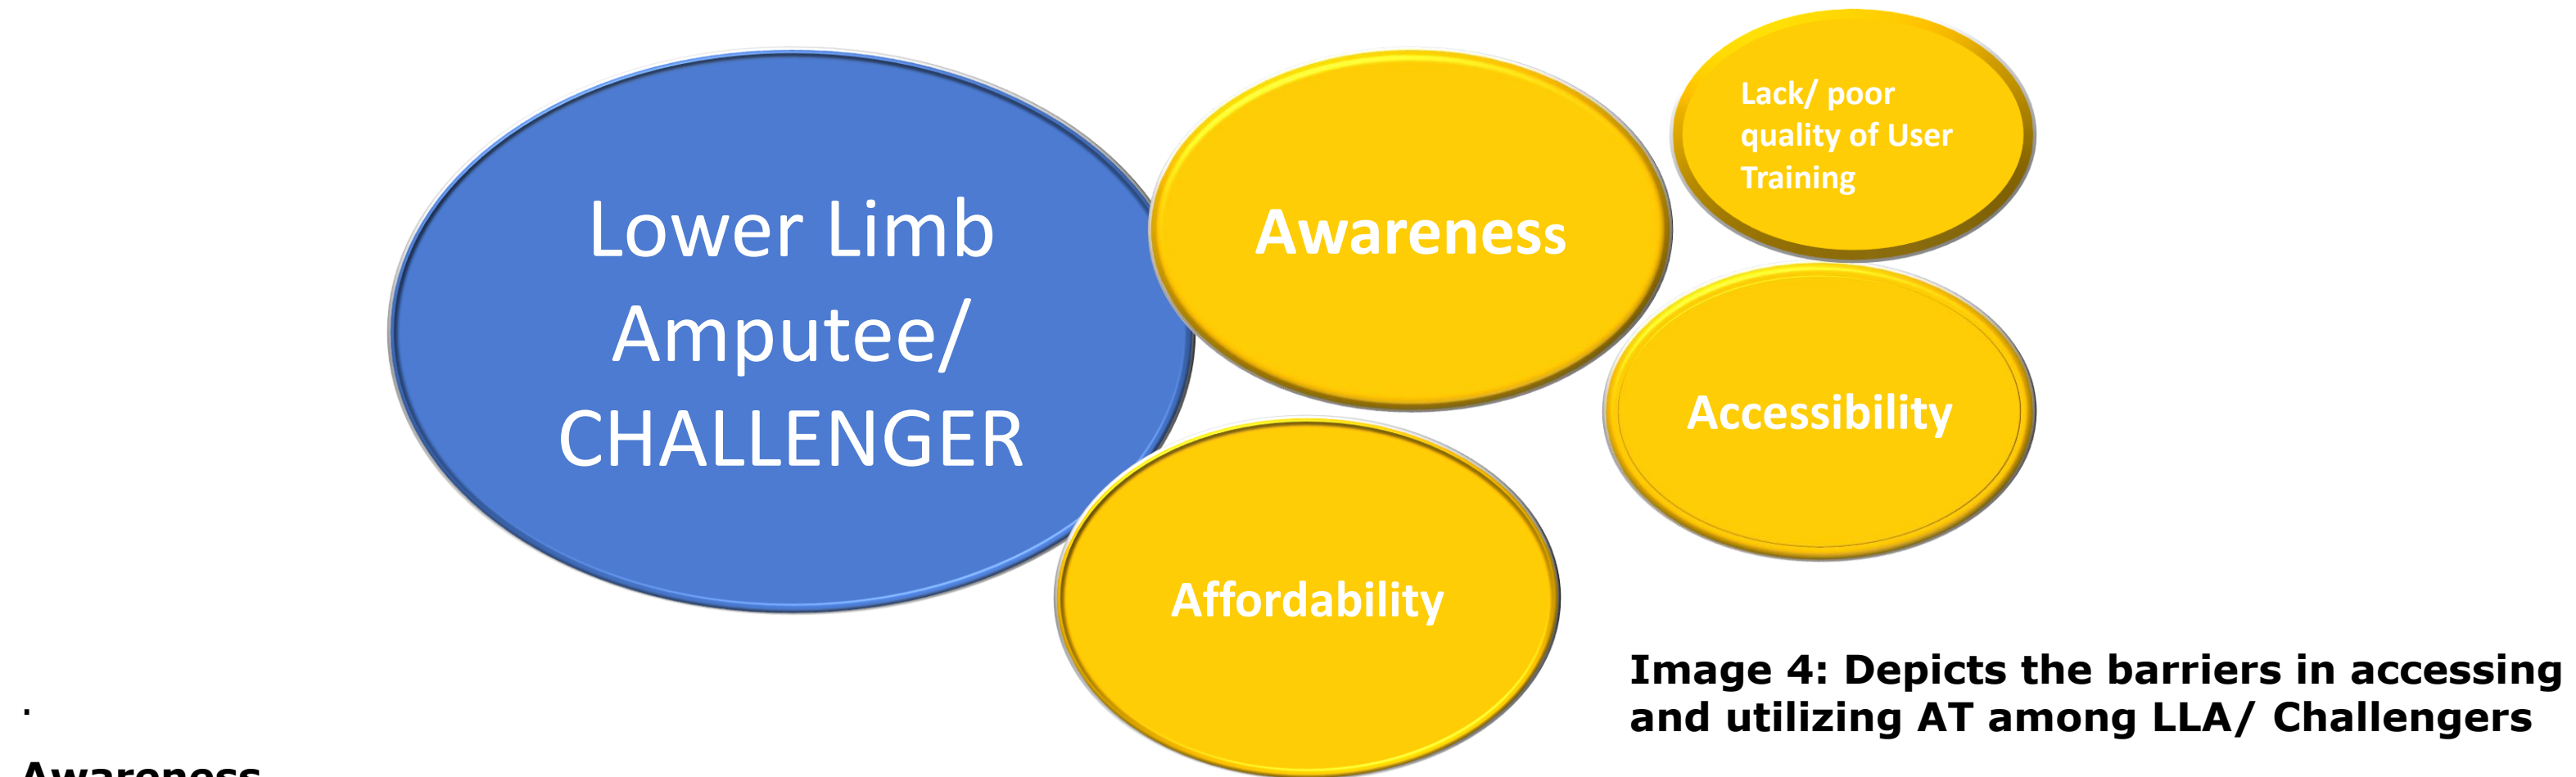 Lower Limb
Amputee/
CHALLENGER
Awareness
Lack/ poor
quality of User
Training
Accessibility
Affordability
Image 4: Depicts the barriers in accessing
and utilizing AT among LLA/ Challengers
.
Awareness